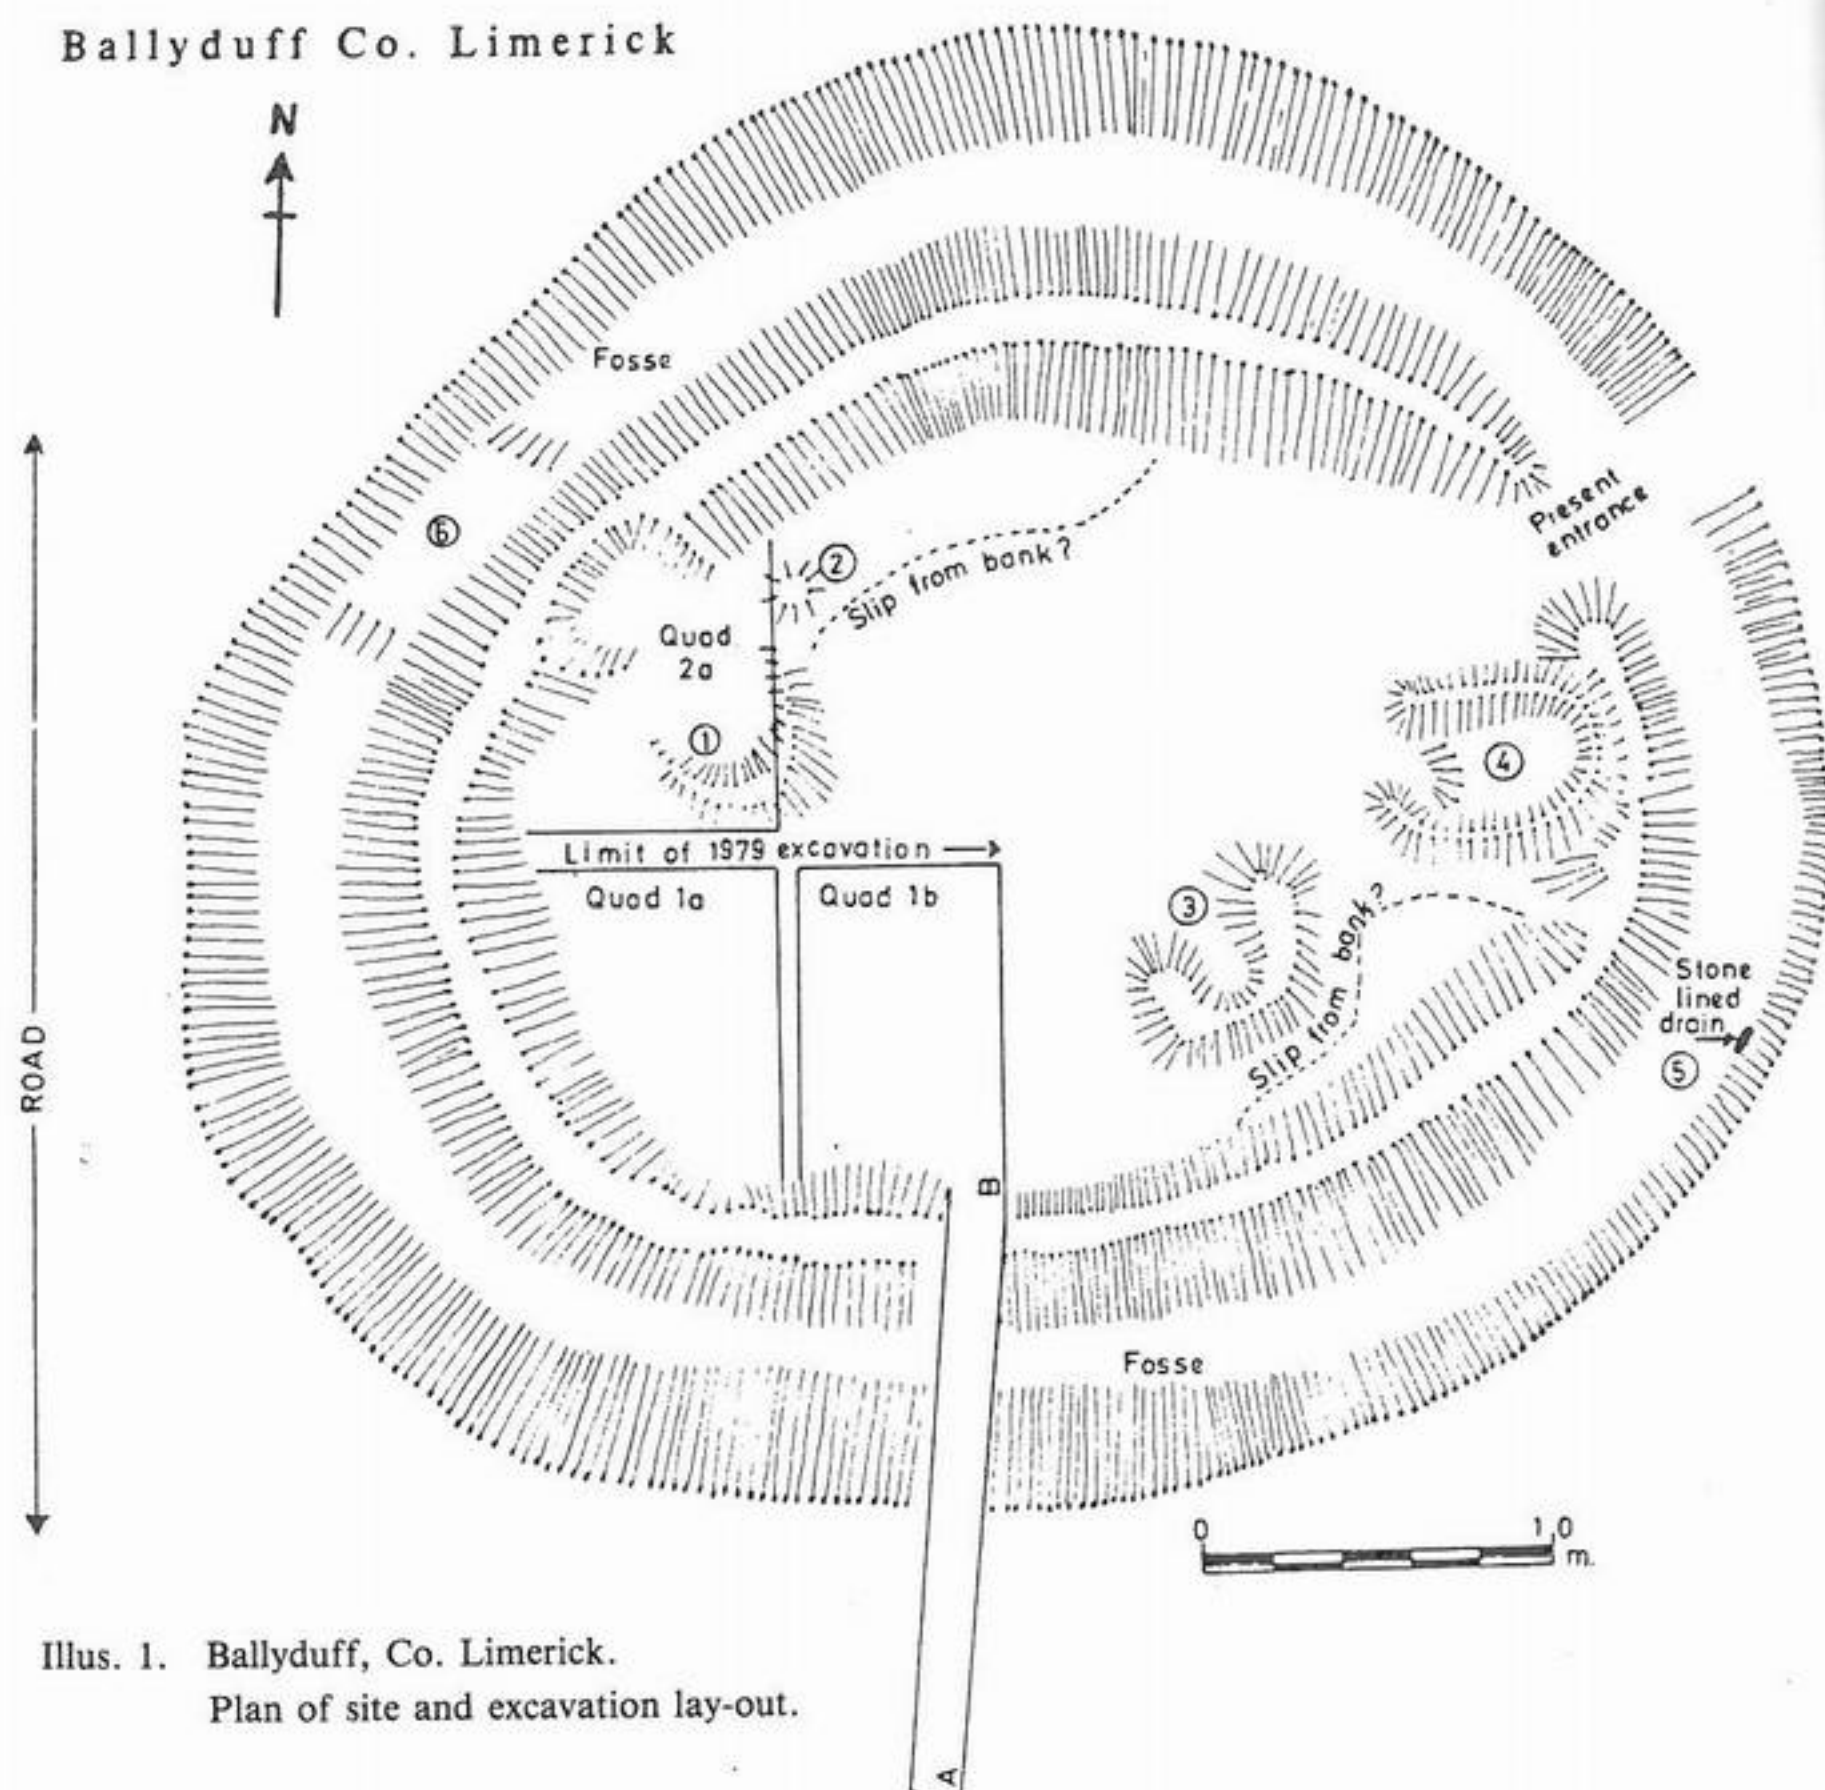 Ballyduff Co. Limerick
N
Fosse
⑥
Present
entrance
②
Slip from bank?
Quad
2a
①
④
Limit of 1979 excavation
Quad 1a
Quad 1b
③
Slip from bank?
Stone
lined
drain
⑤
ROAD
B
Fosse
0
10
m.
Illus. 1. Ballyduff, Co. Limerick.
Plan of site and excavation lay-out.
A